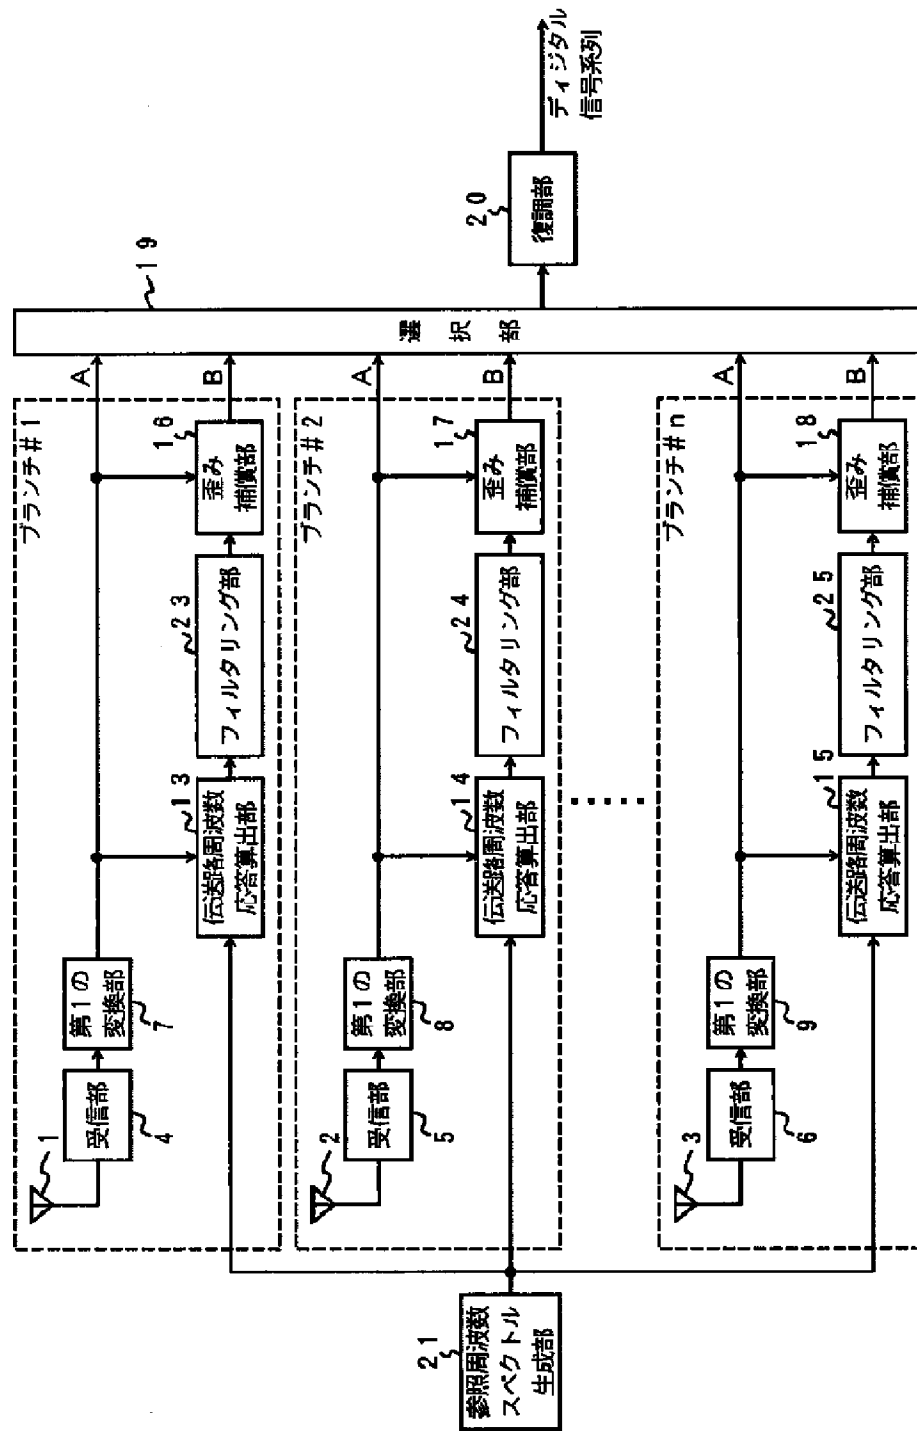 ブランチ#1
1
受信部
4
第1の
変換部
7
A
伝送路周波数
応答算出部
13
フィルタリング部
23
歪み
補償部
16
B
ブランチ#2
2
受信部
5
第1の
変換部
8
A
伝送路周波数
応答算出部
14
フィルタリング部
24
歪み
補償部
17
B
ブランチ#n
3
受信部
6
第1の
変換部
9
A
伝送路周波数
応答算出部
15
フィルタリング部
25
歪み
補償部
18
B
21
参照周波数
スペクトル
生成部
選択部
19
20
復調部
ディジタル
信号系列